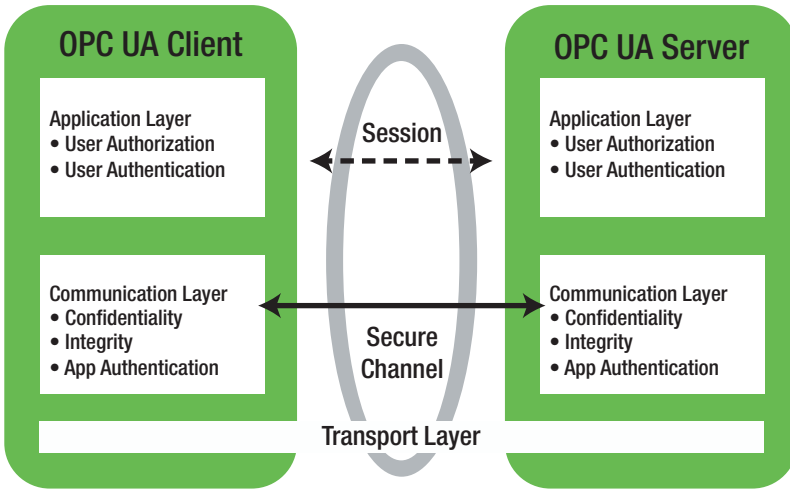 OPC UA Client
Application Layer
• User Authorization
• User Authentication
Communication Layer
• Confidentiality
• Integrity
• App Authentication
Session
Secure
Channel
OPC UA Server
Application Layer
• User Authorization
• User Authentication
Communication Layer
• Confidentiality
• Integrity
• App Authentication
Transport Layer